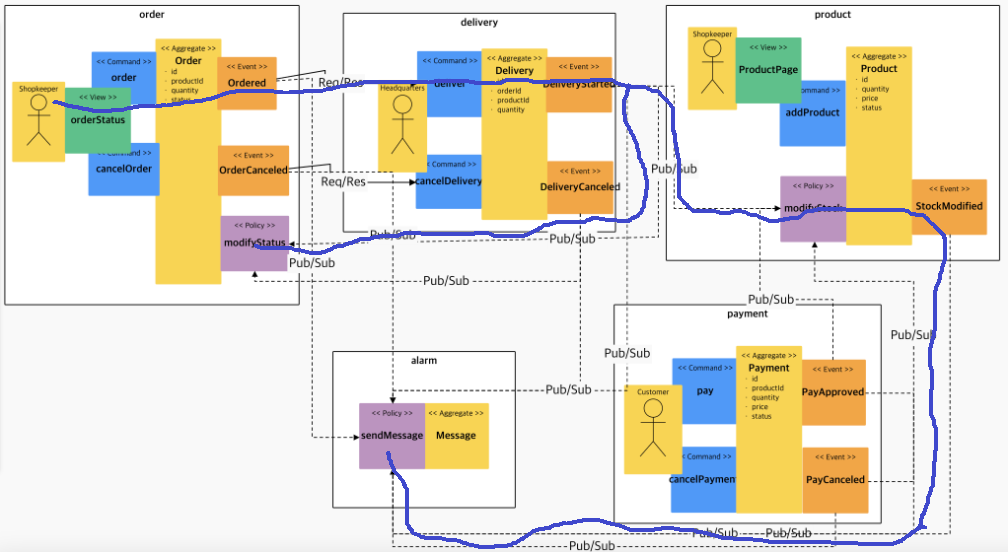 order
Shopkeeper
<< View >>
orderStatus
<< Command >>
order
<< Command >>
cancelOrder
<< Aggregate >>
Order
- id
- productId
- quantity
- status
<< Event >>
Ordered
<< Event >>
OrderCanceled
<< Policy >>
modifyStatus
Req/Res
Req/Res
delivery
Headquarters
<< Command >>
deliver
<< Command >>
cancelDelivery
<< Aggregate >>
Delivery
orderId
- productId
- quantity
<< Event >>
DeliveryStarted
<< Event >>
DeliveryCanceled
product
Shopkeeper
<< View >>
ProductPage
Command >>
addProduct
<< Aggregate >>
Product
- id
- quantity
- price
- status
<< Policy >>
modifyStock
<< Event >>
StockModified
Pub/Sub
Pub/Sub
Pub/Sub
Pub/Sub
Pub/Sub
Pub/Sub
Pub/Sub
Pub/Sub
Pub/Sub
alarm
<< Policy >>
sendMessage
<< Aggregate >>
Message
payment
Customer
<< Command >>
pay
<< Command >>
cancelPayment
<< Aggregate >>
Payment
- id
- productId
- quantity
- price
- status
<< Event >>
PayApproved
<< Event >>
PayCanceled
Pub/Sub
Pub/Sub
Pub/Sub